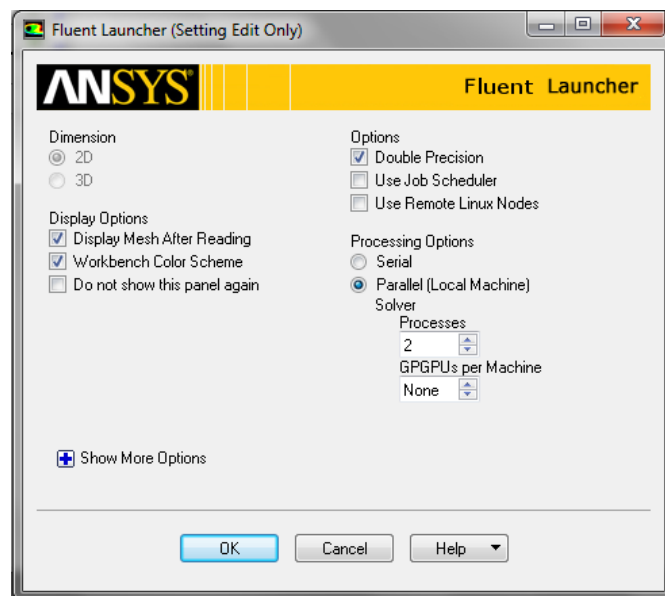 Fluent Launcher (Setting Edit Only)
ANSYS
Fluent Launcher
Dimension
2D
3D
Display Options
Display Mesh After Reading
Workbench Color Scheme
Do not show this panel again
Options
Double Precision
Use Job Scheduler
Use Remote Linux Nodes
Processing Options
Serial
Parallel (Local Machine)
Solver
Processes
2
GPGPUs per Machine
None
Show More Options
OK
Cancel
Help